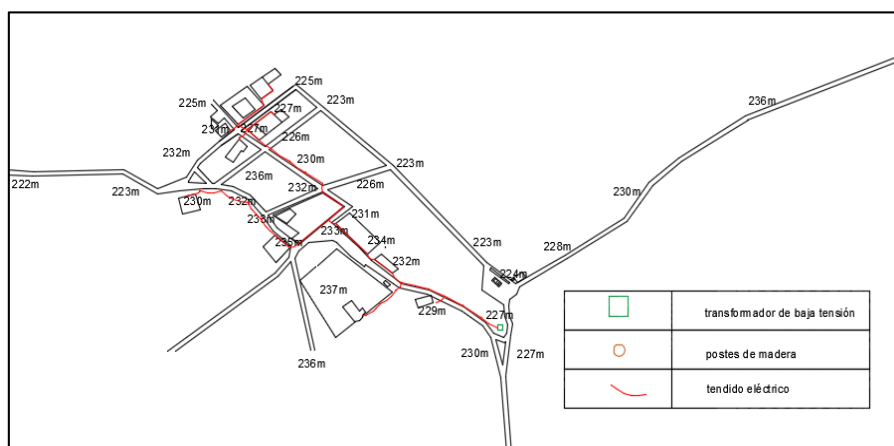 225m
225m
227m
223m
236m
231m
227m
226m
232m
230m
223m
222m
223m
236m
232m
226m
230m
230m
232m
231m
233m
235m
234m
232m
223m
228m
224m
237m
229m
227m
236m
230m
227m
transformador de baja tensión
postes de madera
tendido eléctrico